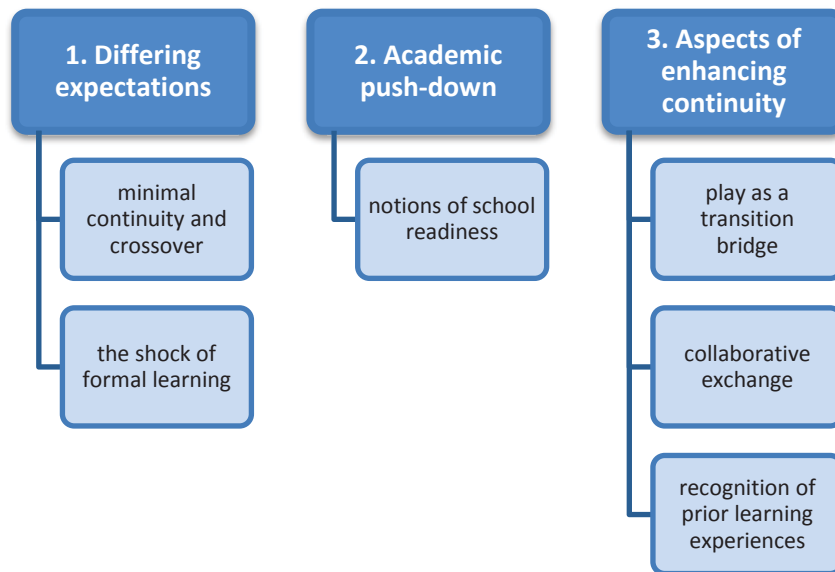 1. Differing
expectations
minimal
continuity and
crossover
the shock of
formal learning
2. Academic
push-down
notions of school
readiness
3. Aspects of
enhancing
continuity
play as a
transition
bridge
collaborative
exchange
recognition of
prior learning
experiences